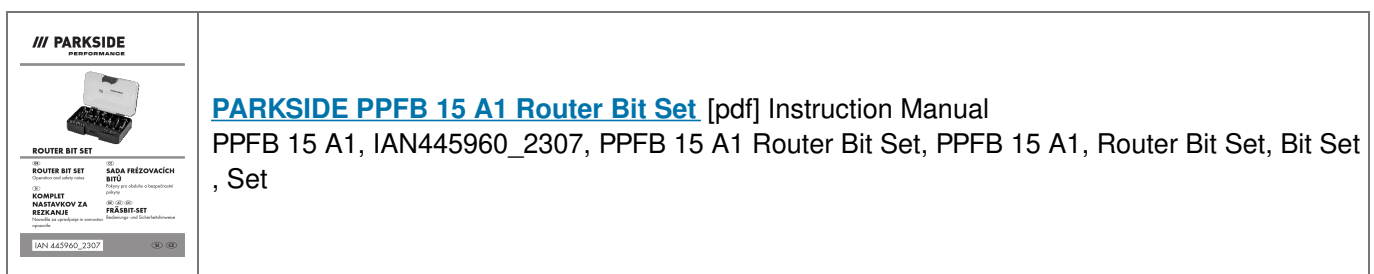 /// PARKSIDE
PERFORMANCE
ROUTER BIT SET
GB
ROUTER BIT SET
Operation and safety notes
SI
KOMPLET
NASTAVKOV ZA
REZKANJE
Navodila za upravljanje in varnostna
opozorila
CZ
SADA FRÉZOVACÍCH
BITŮ
Pokyny pro obsluhu a bezpečnostní
pokyny
DE AT CH
FRÄSBIT-SET
Bedienungs- und Sicherheitshinweise
IAN 445960_2307
SI CZ
PARKSIDE PPFB 15 A1 Router Bit Set [pdf] Instruction Manual
PPFB 15 A1, IAN445960_2307, PPFB 15 A1 Router Bit Set, PPFB 15 A1, Router Bit Set, Bit Set
, Set